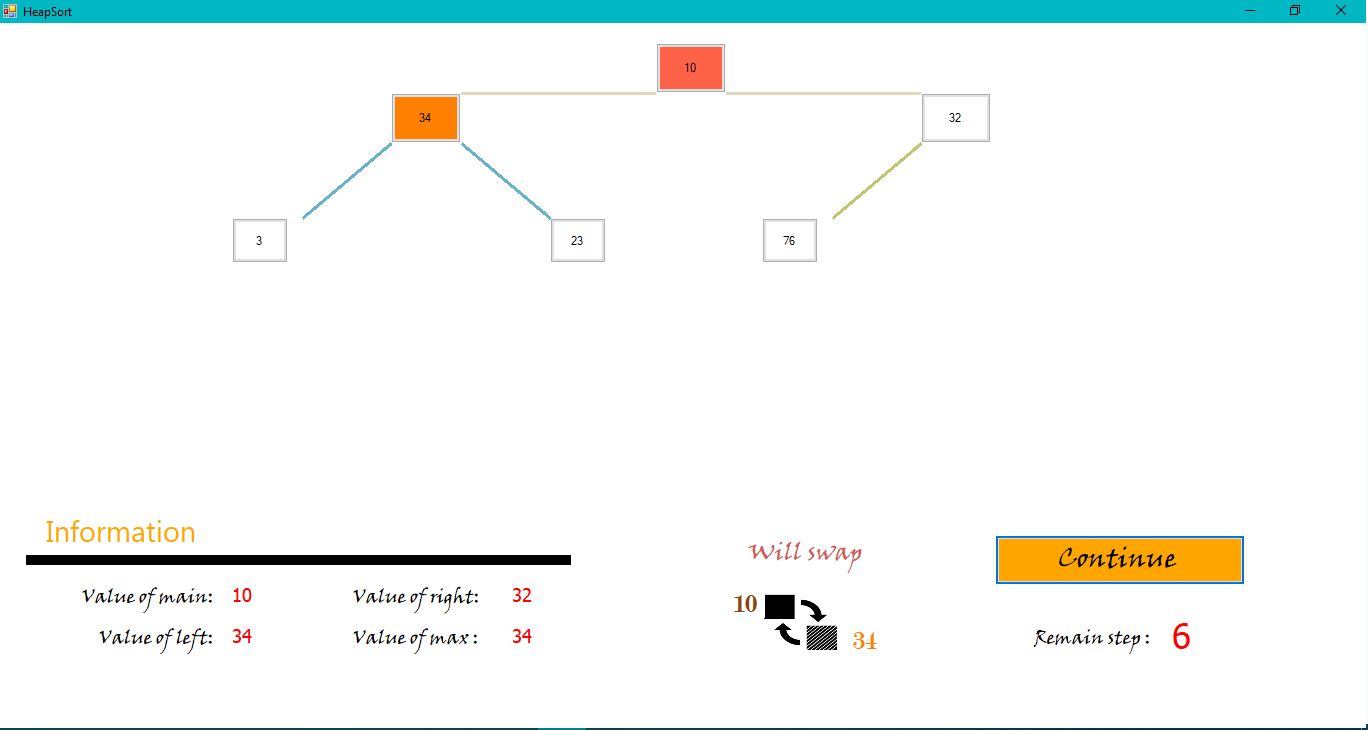 HeapSort
10
34
32
3
23
76
Information
Will swap
Continue
Value of main: 10
Value of right: 32
10
Value of left: 34
Value of max : 34
34
Remain step : 6